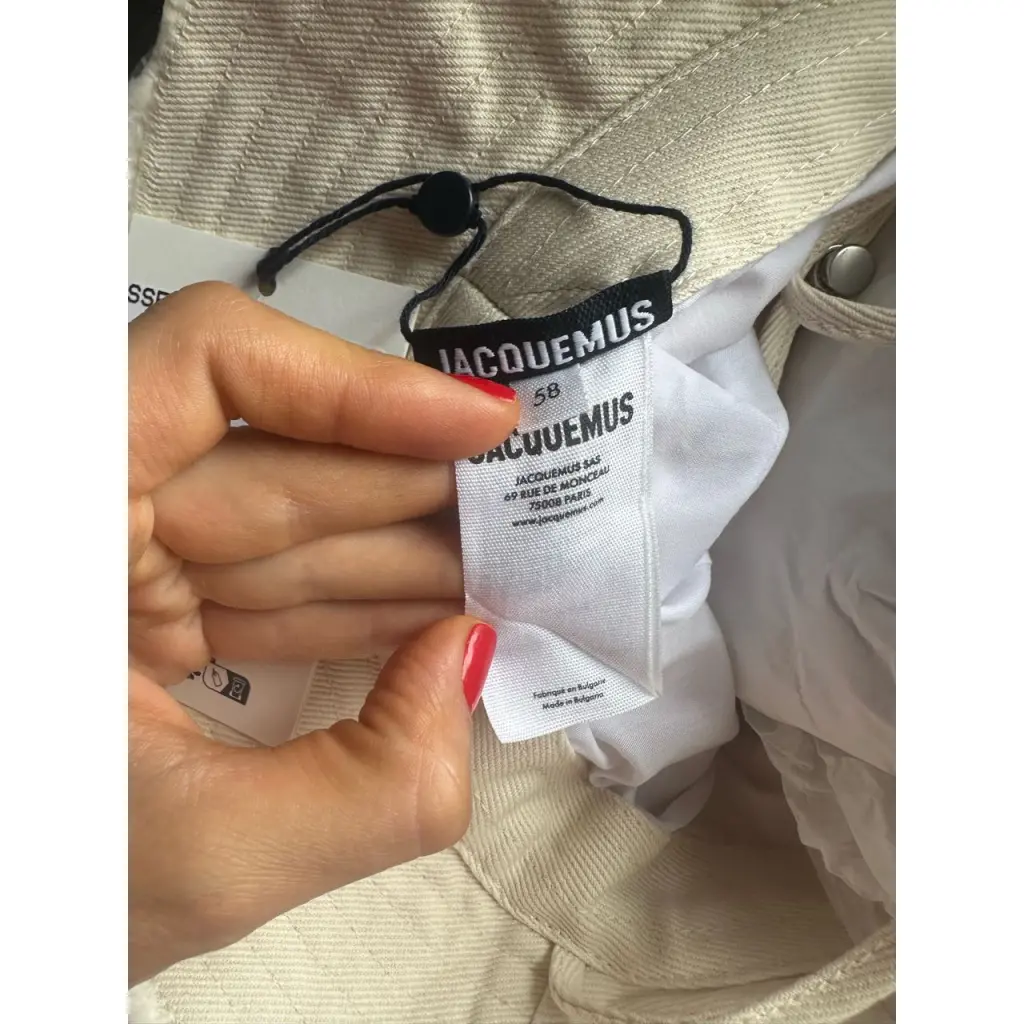 JACQUEMUS
58
JACQUEMUS
JACQUEMUS SAS
69 RUE DE MONCEAU
75008 PARIS
www.jacquemus.com
Fabriqué en Bulgarie
Made in Bulgaria